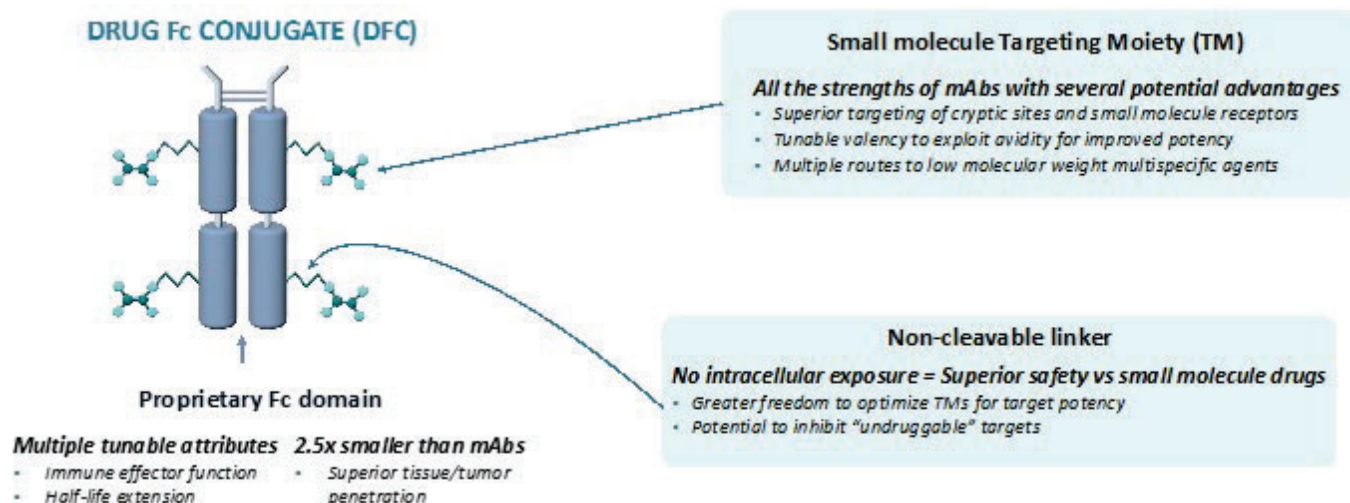 DRUG Fc CONJUGATE (DFC)
Small molecule Targeting Moiety (TM)
All the strengths of mAbs with several potential advantages
• Superior targeting of cryptic sites and small molecule receptors
• Tunable valency to exploit avidity for improved potency
• Multiple routes to low molecular weight multispecific agents
Non-cleavable linker
No intracellular exposure = Superior safety vs small molecule drugs
• Greater freedom to optimize TMs for target potency
• Potential to inhibit “undruggable” targets
Proprietary Fc domain
Multiple tunable attributes
• Immune effector function
• Half-life extension
2.5x smaller than mAbs
• Superior tissue/tumor
penetration